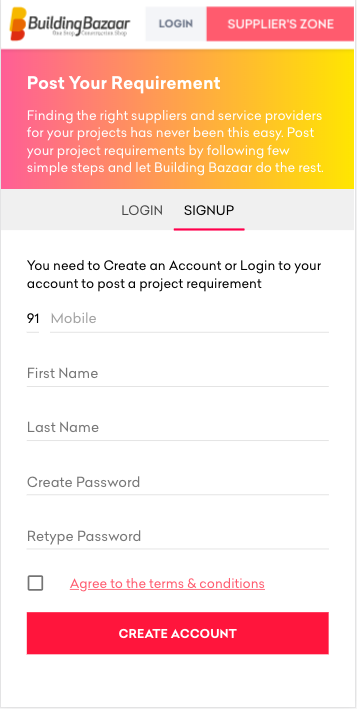 BuildingBazaar
One Stop Construction Shop
LOGIN
SUPPLIER'S ZONE
Post Your Requirement
Finding the right suppliers and service providers
for your projects has never been this easy. Post
your project requirements by following few
simple steps and let Building Bazaar do the rest.
LOGIN
SIGNUP
You need to Create an Account or Login to your
account to post a project requirement
91 Mobile
First Name
Last Name
Create Password
Retype Password
Agree to the terms & conditions
CREATE ACCOUNT